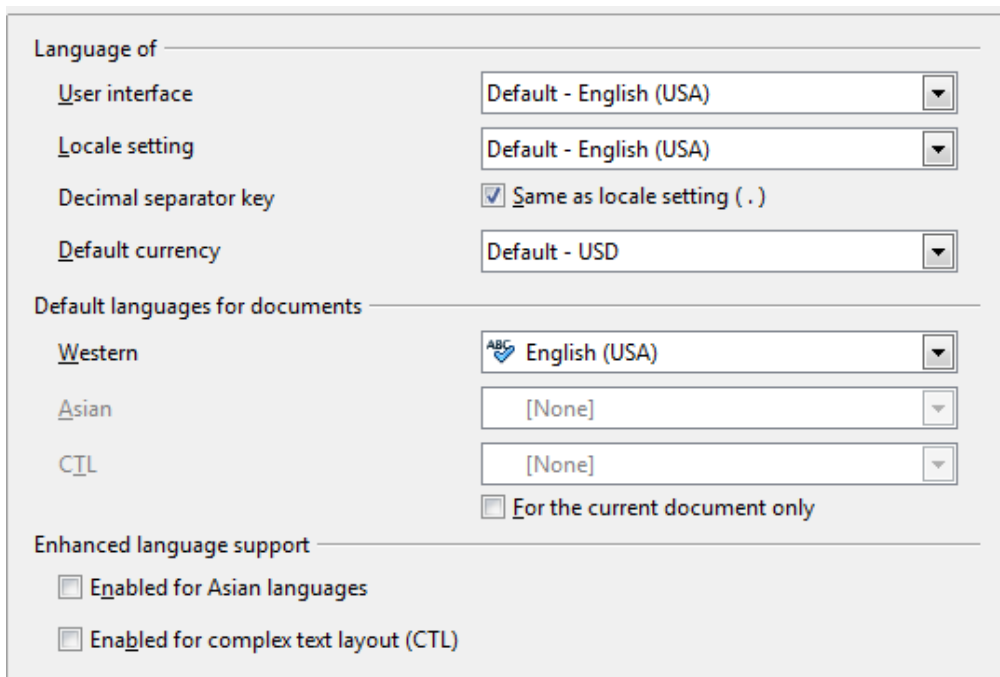 Language of
User interface Default - English (USA)
Locale setting Default - English (USA)
Decimal separator key Same as locale setting ( . )
Default currency Default - USD
Default languages for documents
Western ABC English (USA)
Asian [None]
CTL [None]
For the current document only
Enhanced language support
Enabled for Asian languages
Enabled for complex text layout (CTL)